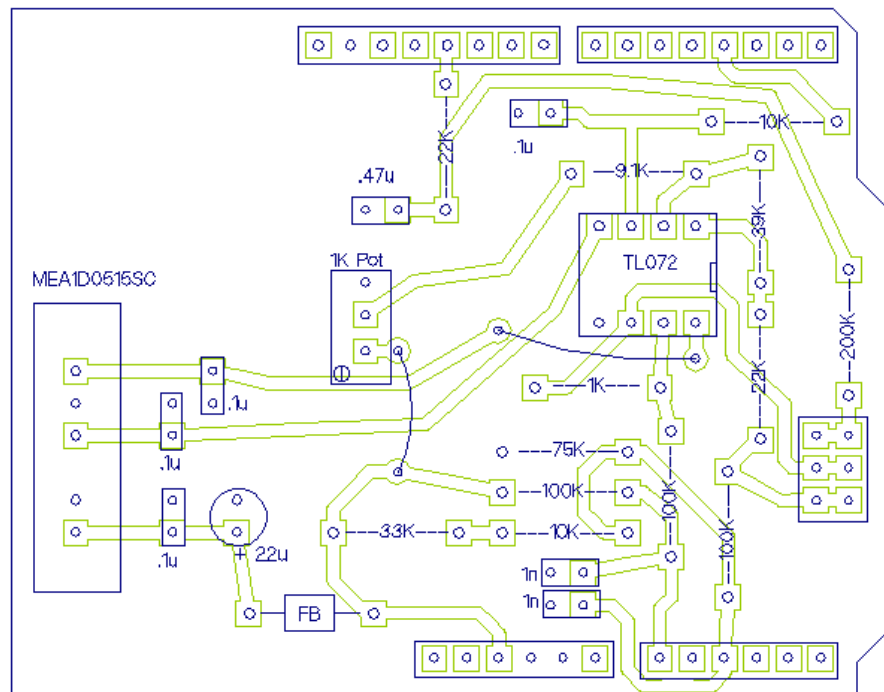 22K
.1u
10K
.47u
9.1K
39K
1K Pot
TL072
MEA1D0515SC
200K
22K
1K
.1u
.1u
75K
100K
100K
33K
10K
100K
.1u
+ 22u
1n
1n
FB